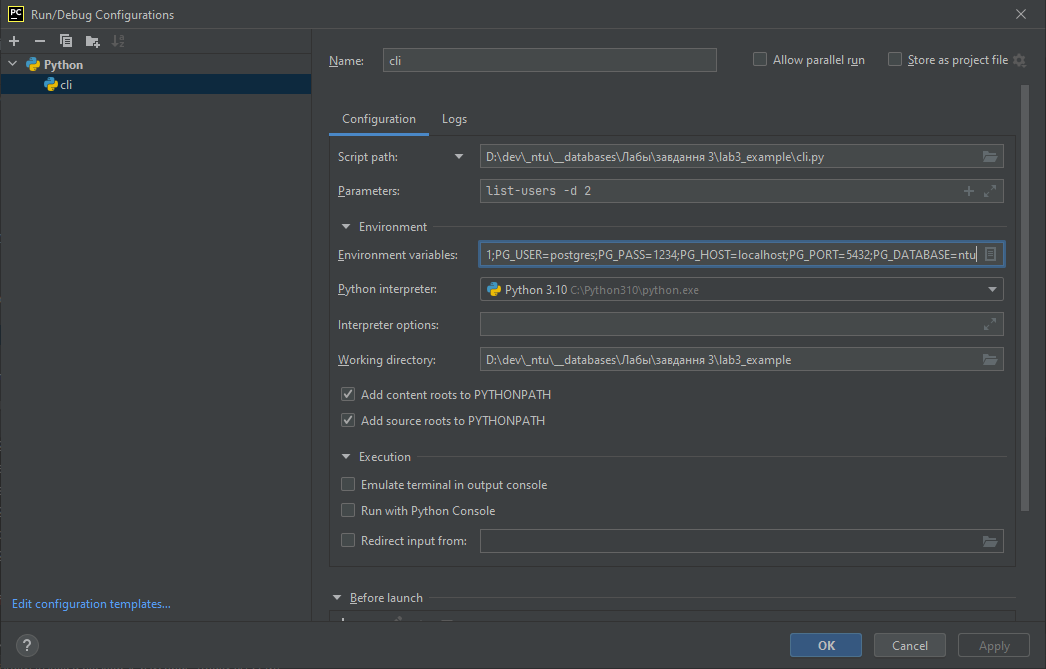 PC Run/Debug Configurations
Python
cli
Name: cli
Allow parallel run
Store as project file
Configuration Logs
Script path: D:\dev\_ntu\__databases\Лабы\завдання 3\lab3_example\cli.py
Parameters: list-users -d 2
Environment
Environment variables: 1;PG_USER=postgres;PG_PASS=1234;PG_HOST=localhost;PG_PORT=5432;PG_DATABASE=ntu
Python interpreter: Python 3.10 C:\Python310\python.exe
Interpreter options:
Working directory: D:\dev\_ntu\__databases\Лабы\завдання 3\lab3_example
Add content roots to PYTHONPATH
Add source roots to PYTHONPATH
Execution
Emulate terminal in output console
Run with Python Console
Redirect input from:
Before launch
Edit configuration templates...
? OK Cancel Apply